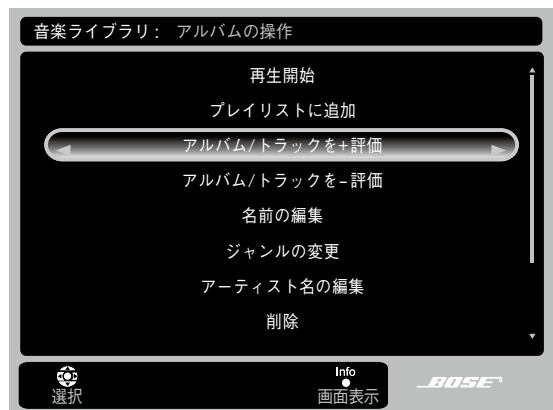 音楽ライブラリ: アルバムの操作
再生開始
プレイリストに追加
アルバム/トラックを+評価
アルバム/トラックを−評価
名前の編集
ジャンルの変更
アーティスト名の編集
削除
選択
Info
画面表示
BOSE